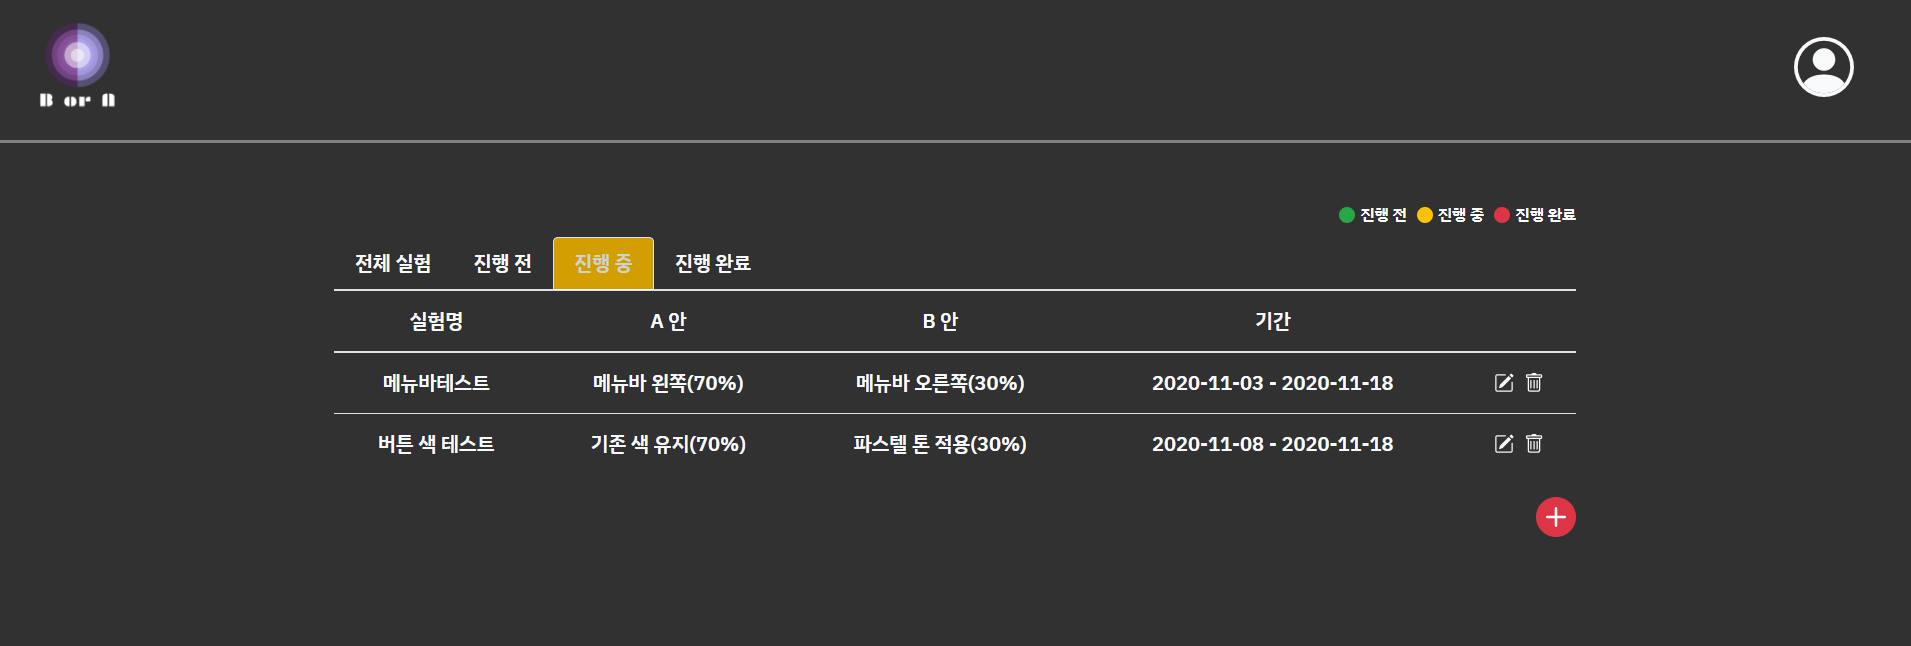 B or A
진행 전 진행 중 진행 완료
전체 실험 진행 전 진행 중 진행 완료
실험명 A 안 B 안 기간
메뉴바테스트 메뉴바 왼쪽(70%) 메뉴바 오른쪽(30%) 2020-11-03 - 2020-11-18
버튼 색 테스트 기존 색 유지(70%) 파스텔 톤 적용(30%) 2020-11-08 - 2020-11-18